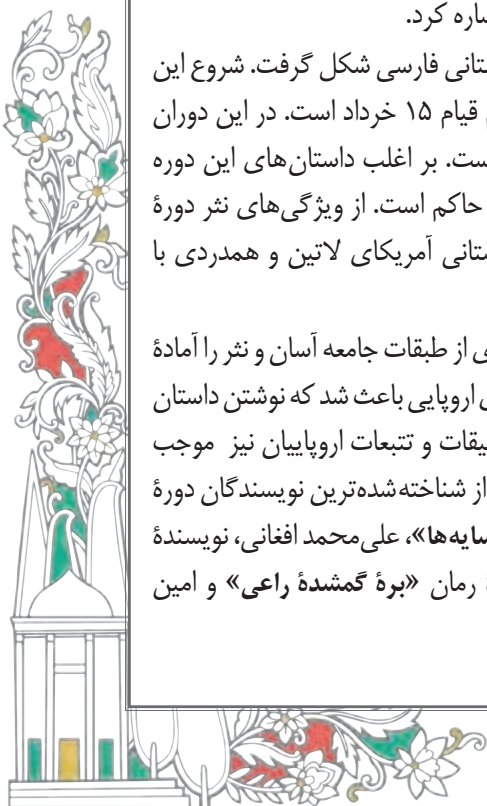 ساره کرد.
ستانی فارسی شکل گرفت. شروع این
قیام ۱۵ خرداد است. در این دوران
ست. بر اغلب داستان‌های این دوره
حاکم است. از ویژگی‌های نثر دورهٔ
ستانی آمریکای لاتین و همدردی با
ی از طبقات جامعه آسان و نثر را آمادهٔ
ی اروپایی باعث شد که نوشتن داستان
قیقات و تتبعات اروپاییان نیز موجب
از شناخته‌شده‌ترین نویسندگان دورهٔ
سایه‌ها»، علی‌محمد افغانی، نویسندهٔ
رمان «برهٔ گمشدهٔ راعی» و امین